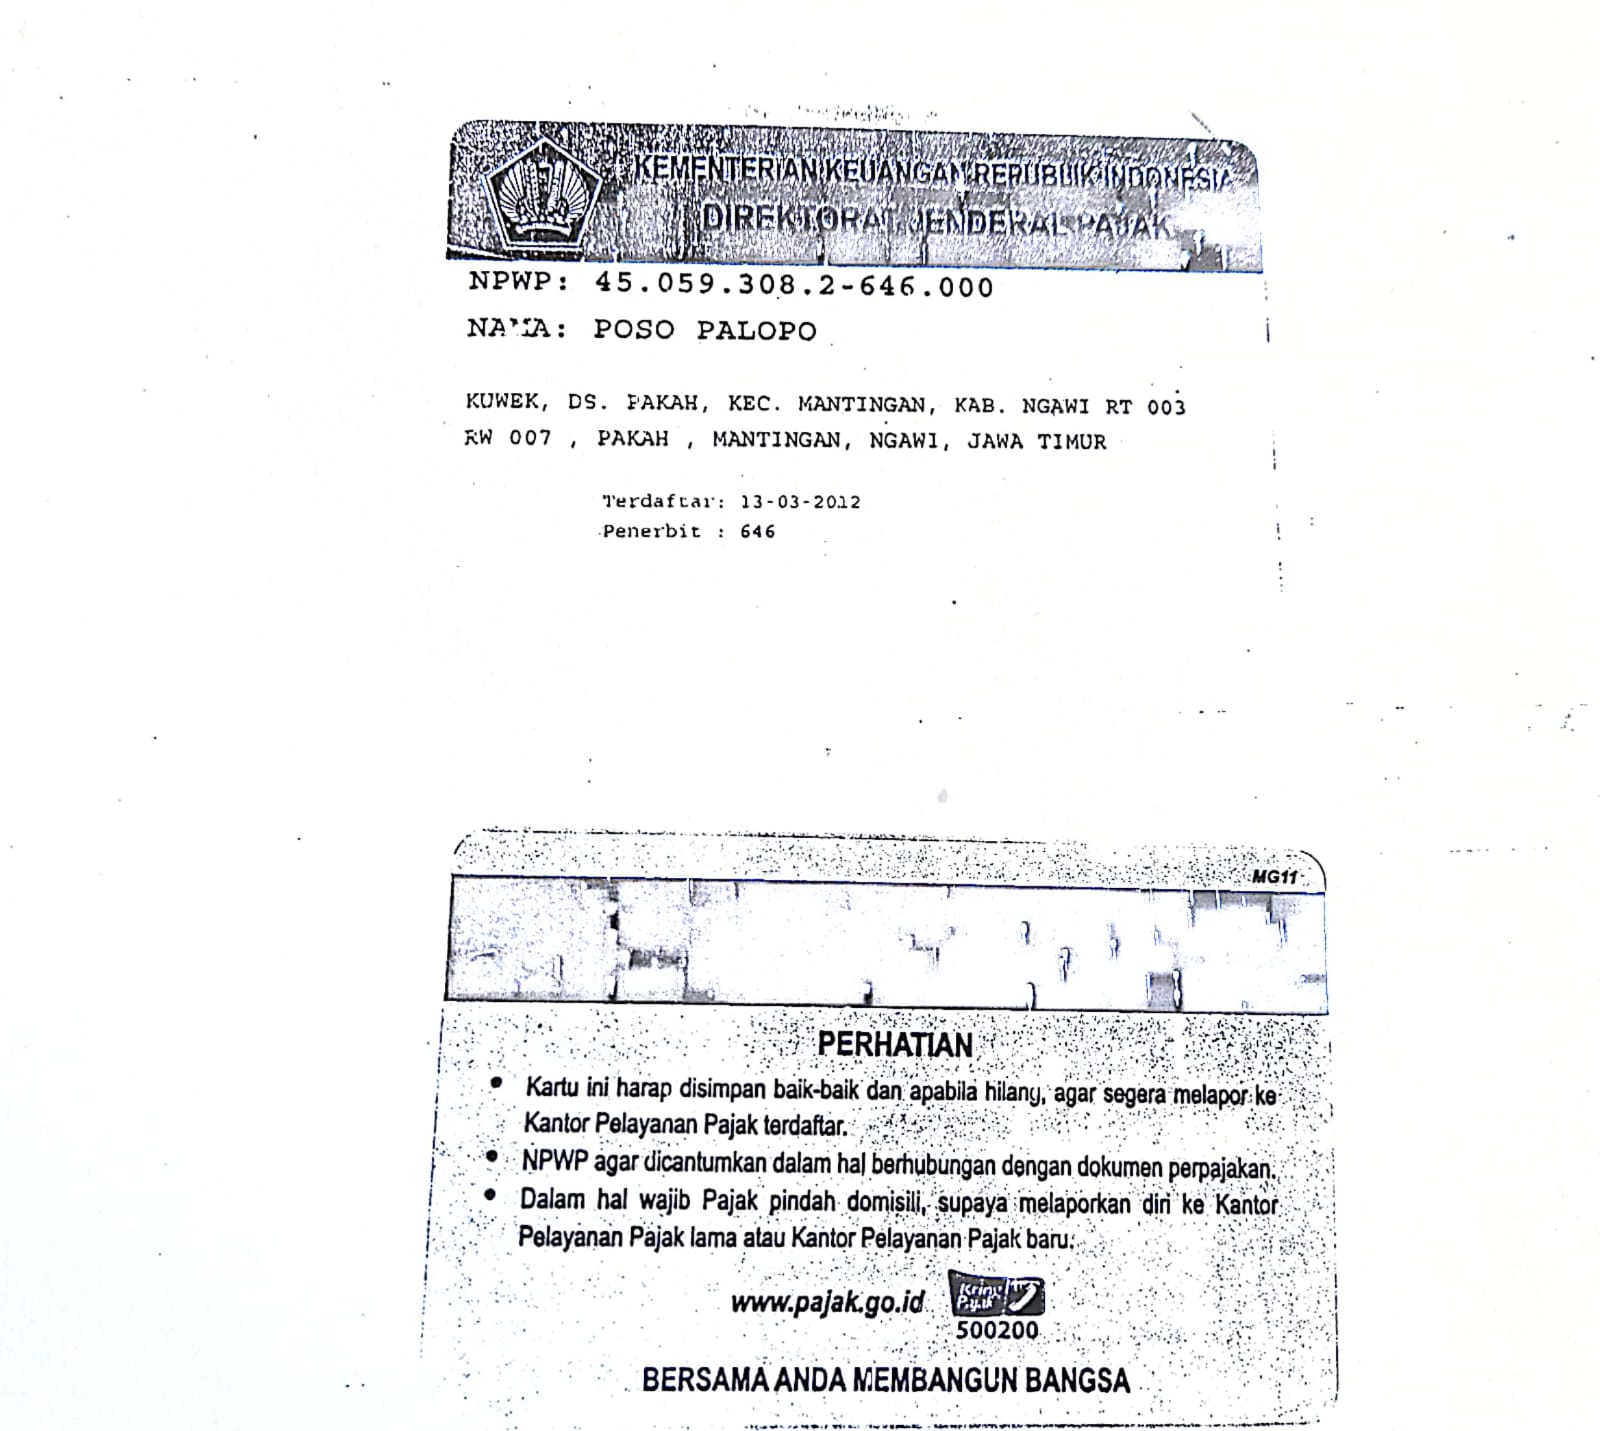 KEMENTERIAN KEUANGAN REPUBLIK INDONESIA
DIREKTORAT JENDERAL PAJAK
NPWP: 45.059.308.2-646.000
NAMA: POSO PALOPO
KUWEK, DS. PAKAH, KEC. MANTINGAN, KAB. NGAWI RT 003
RW 007 , PAKAH , MANTINGAN, NGAWI, JAWA TIMUR
Terdaftar: 13-03-2012
Penerbit : 646
MG11
PERHATIAN
• Kartu ini harap disimpan baik-baik dan apabila hilang, agar segera melapor ke
Kantor Pelayanan Pajak terdaftar.
• NPWP agar dicantumkan dalam hal berhubungan dengan dokumen perpajakan.
• Dalam hal wajib Pajak pindah domisili, supaya melaporkan diri ke Kantor
Pelayanan Pajak lama atau Kantor Pelayanan Pajak baru.
www.pajak.go.id
Kring
Pajak
500200
BERSAMA ANDA MEMBANGUN BANGSA